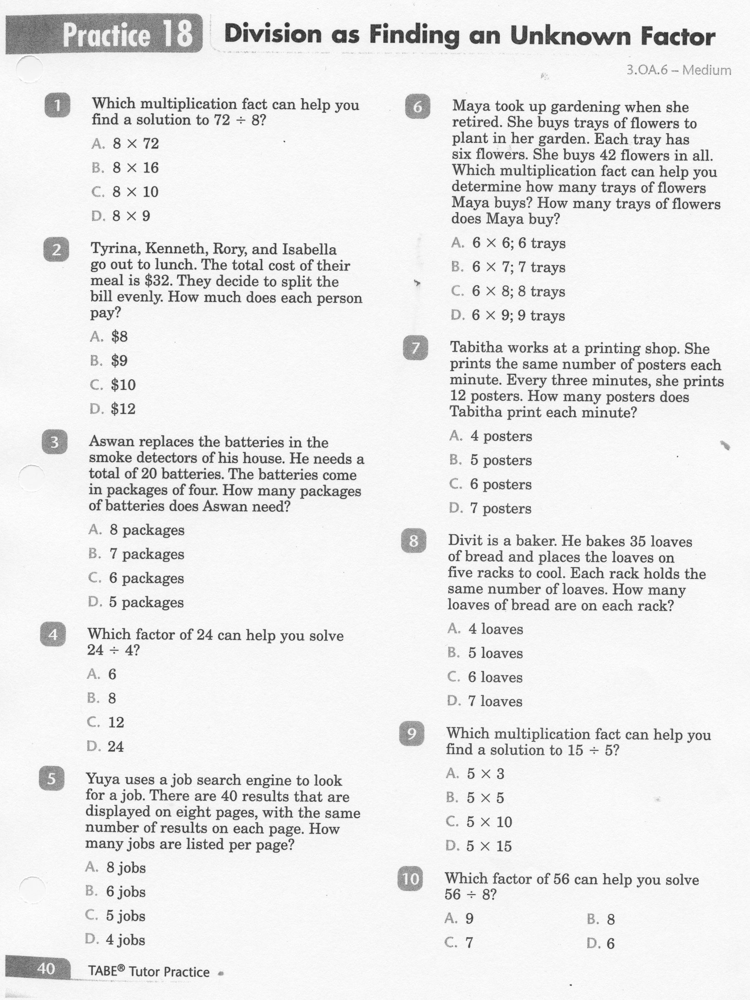 Practice 18
Division as Finding an Unknown Factor
3.OA.6 – Medium
1
Which multiplication fact can help you
find a solution to 72 ÷ 8?
A. 8 × 72
B. 8 × 16
C. 8 × 10
D. 8 × 9
2
Tyrina, Kenneth, Rory, and Isabella
go out to lunch. The total cost of their
meal is $32. They decide to split the
bill evenly. How much does each person
pay?
A. $8
B. $9
C. $10
D. $12
3
Aswan replaces the batteries in the
smoke detectors of his house. He needs a
total of 20 batteries. The batteries come
in packages of four. How many packages
of batteries does Aswan need?
A. 8 packages
B. 7 packages
C. 6 packages
D. 5 packages
4
Which factor of 24 can help you solve
24 ÷ 4?
A. 6
B. 8
C. 12
D. 24
5
Yuya uses a job search engine to look
for a job. There are 40 results that are
displayed on eight pages, with the same
number of results on each page. How
many jobs are listed per page?
A. 8 jobs
B. 6 jobs
C. 5 jobs
D. 4 jobs
6
Maya took up gardening when she
retired. She buys trays of flowers to
plant in her garden. Each tray has
six flowers. She buys 42 flowers in all.
Which multiplication fact can help you
determine how many trays of flowers
Maya buys? How many trays of flowers
does Maya buy?
A. 6 × 6; 6 trays
B. 6 × 7; 7 trays
C. 6 × 8; 8 trays
D. 6 × 9; 9 trays
7
Tabitha works at a printing shop. She
prints the same number of posters each
minute. Every three minutes, she prints
12 posters. How many posters does
Tabitha print each minute?
A. 4 posters
B. 5 posters
C. 6 posters
D. 7 posters
8
Divit is a baker. He bakes 35 loaves
of bread and places the loaves on
five racks to cool. Each rack holds the
same number of loaves. How many
loaves of bread are on each rack?
A. 4 loaves
B. 5 loaves
C. 6 loaves
D. 7 loaves
9
Which multiplication fact can help you
find a solution to 15 ÷ 5?
A. 5 × 3
B. 5 × 5
C. 5 × 10
D. 5 × 15
10
Which factor of 56 can help you solve
56 ÷ 8?
A. 9 B. 8
C. 7 D. 6
40 TABE® Tutor Practice